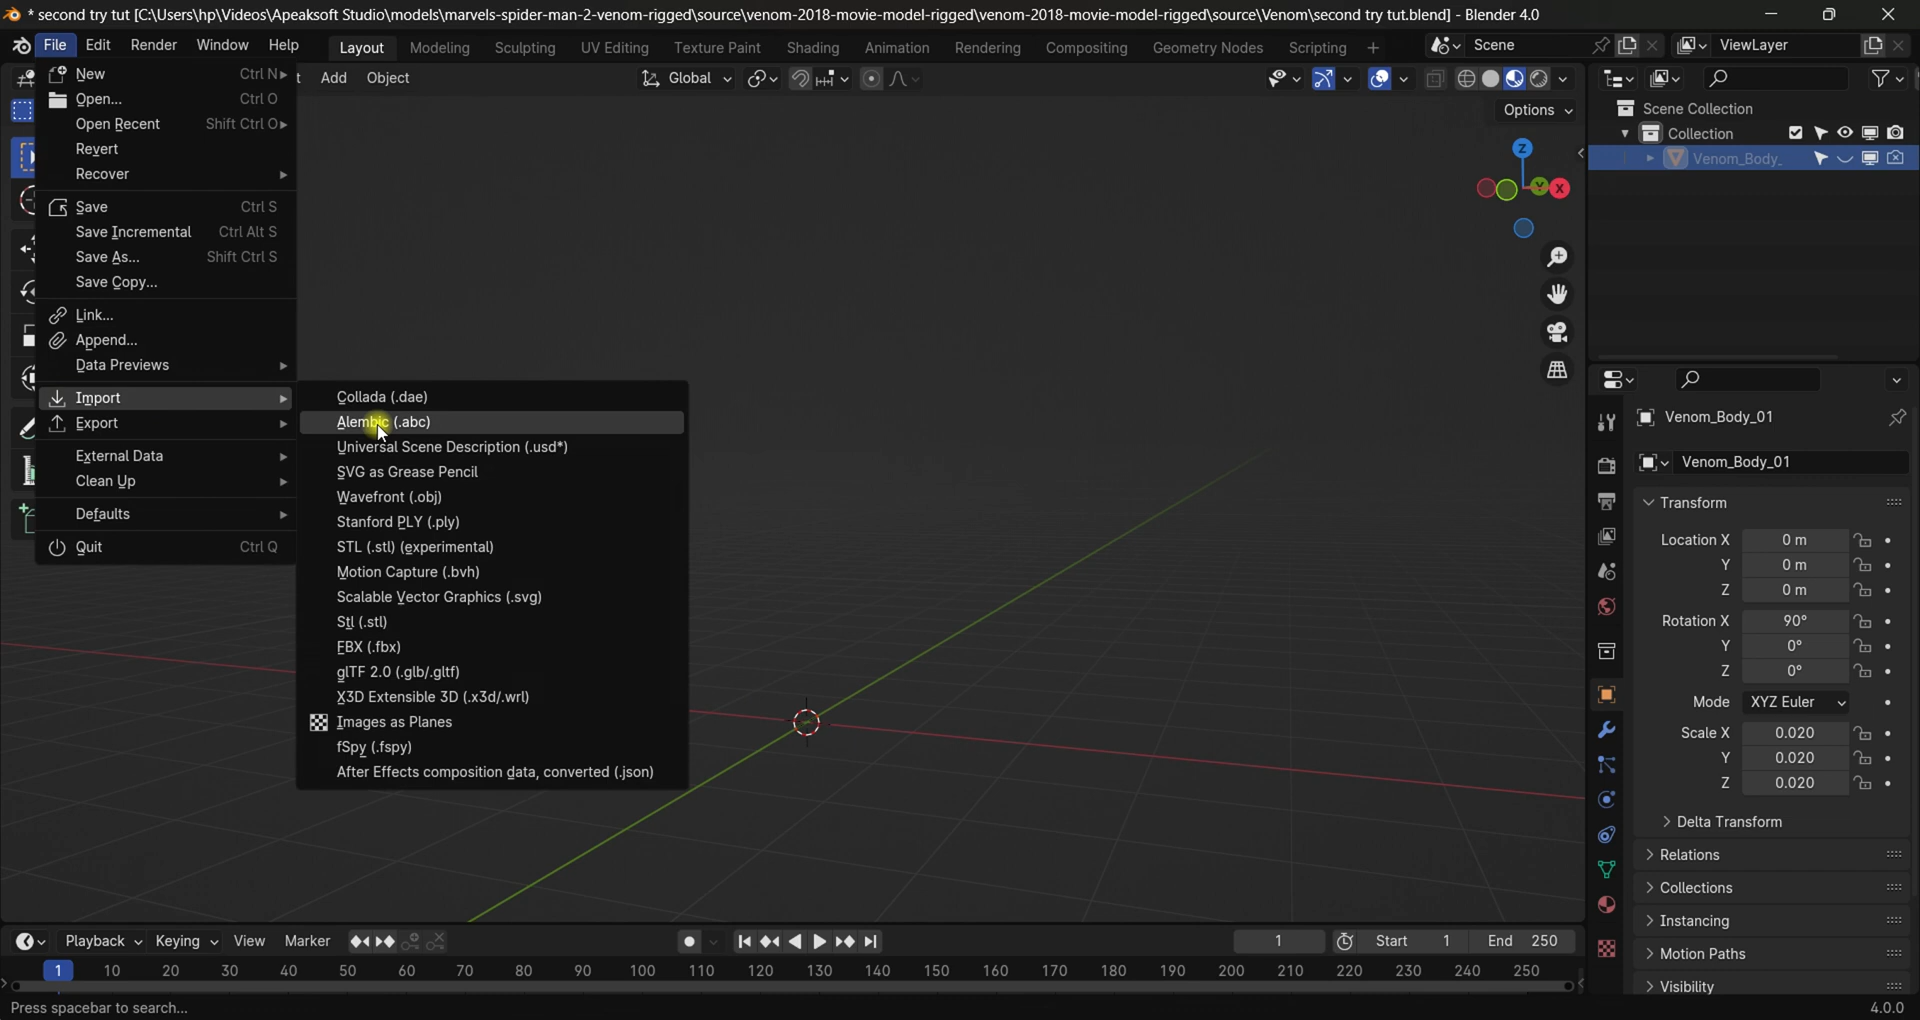 * second try tut [C:\Users\hp\Videos\Apeaksoft Studio\models\marvels-spider-man-2-venom-rigged\source\venom-2018-movie-model-rigged\venom-2018-movie-model-rigged\source\Venom\second try tut.blend] - Blender 4.0
File Edit Render Window Help Layout Modeling Sculpting UV Editing Texture Paint Shading Animation Rendering Compositing Geometry Nodes Scripting + Scene ViewLayer
t Add Object Global
Options
New Ctrl N
Open... Ctrl O
Open Recent Shift Ctrl O
Revert
Recover
Save Ctrl S
Save Incremental Ctrl Alt S
Save As... Shift Ctrl S
Save Copy...
Link...
Append...
Data Previews
Import
Export
External Data
Clean Up
Defaults
Quit Ctrl Q
Collada (.dae)
Alembic (.abc)
Universal Scene Description (.usd*)
SVG as Grease Pencil
Wavefront (.obj)
Stanford PLY (.ply)
STL (.stl) (experimental)
Motion Capture (.bvh)
Scalable Vector Graphics (.svg)
Stl (.stl)
FBX (.fbx)
glTF 2.0 (.glb/.gltf)
X3D Extensible 3D (.x3d/.wrl)
Images as Planes
fSpy (.fspy)
After Effects composition data, converted (.json)
Z
Y X
Scene Collection
Collection
Venom_Body_
Venom_Body_01
Venom_Body_01
Transform
Location X 0 m
Y 0 m
Z 0 m
Rotation X 90°
Y 0°
Z 0°
Mode XYZ Euler
Scale X 0.020
Y 0.020
Z 0.020
Delta Transform
Relations
Collections
Instancing
Motion Paths
Visibility
Playback Keying View Marker 1 Start 1 End 250
1 10 20 30 40 50 60 70 80 90 100 110 120 130 140 150 160 170 180 190 200 210 220 230 240 250
Press spacebar to search... 4.0.0